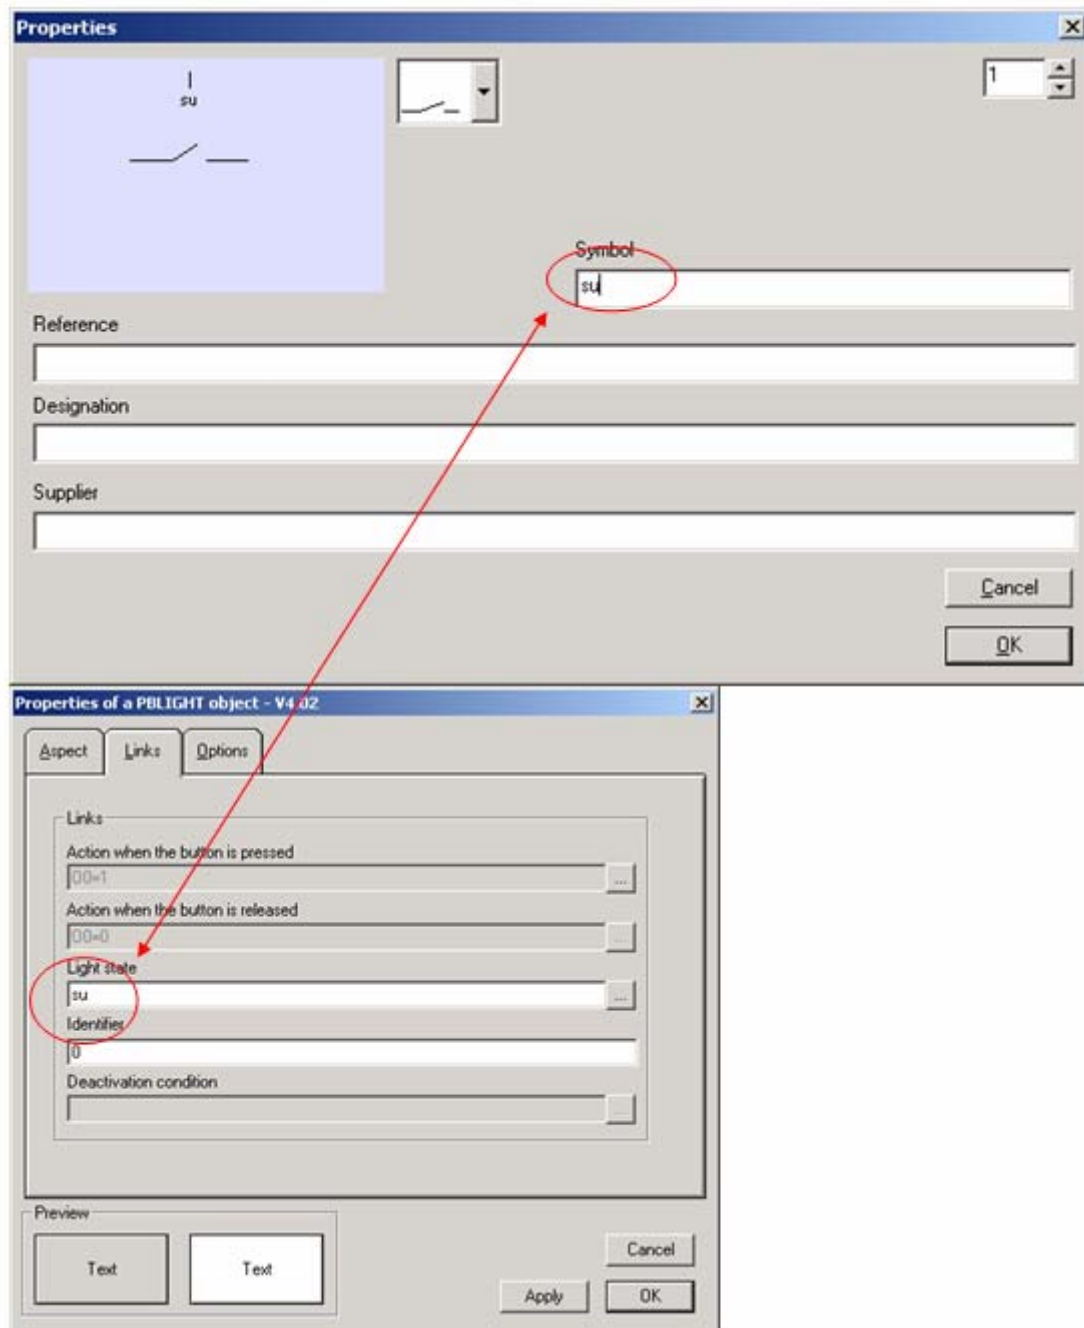 Properties
su
1
Symbol
su
Reference
Designation
Supplier
Cancel
OK
Properties of a PBLIGHT object - V4.02
Aspect Links Options
Links
Action when the button is pressed
O0=1
...
Action when the button is released
O0=0
...
Light state
su
...
Identifier
0
Deactivation condition
...
Preview
Text Text
Cancel
Apply OK